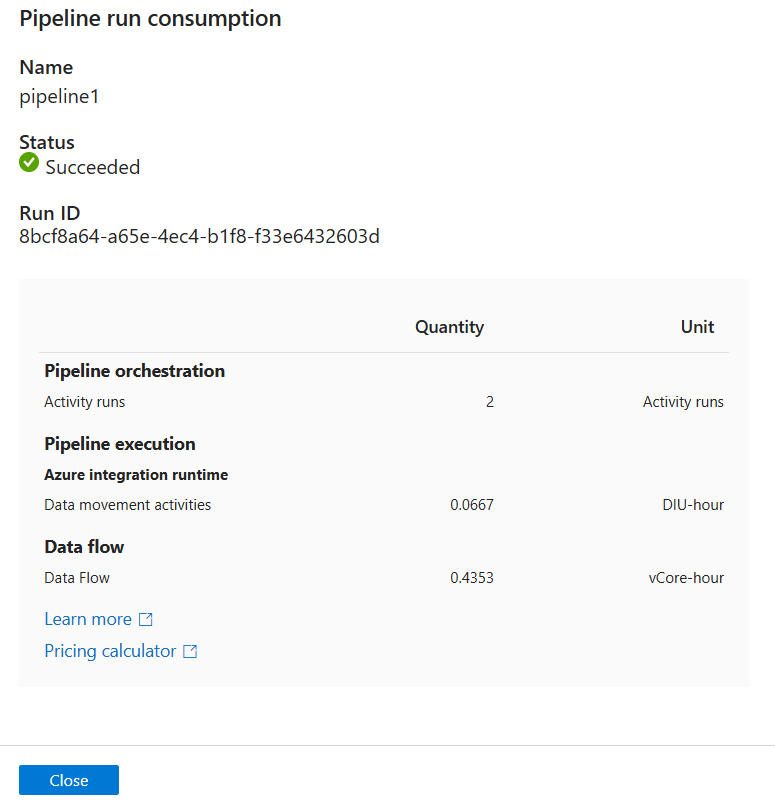 Pipeline run consumption
Name
pipeline1
Status
Succeeded
Run ID
8bcf8a64-a65e-4ec4-b1f8-f33e6432603d
Quantity Unit
Pipeline orchestration
Activity runs 2 Activity runs
Pipeline execution
Azure integration runtime
Data movement activities 0.0667 DIU-hour
Data flow
Data Flow 0.4353 vCore-hour
Learn more
Pricing calculator
Close